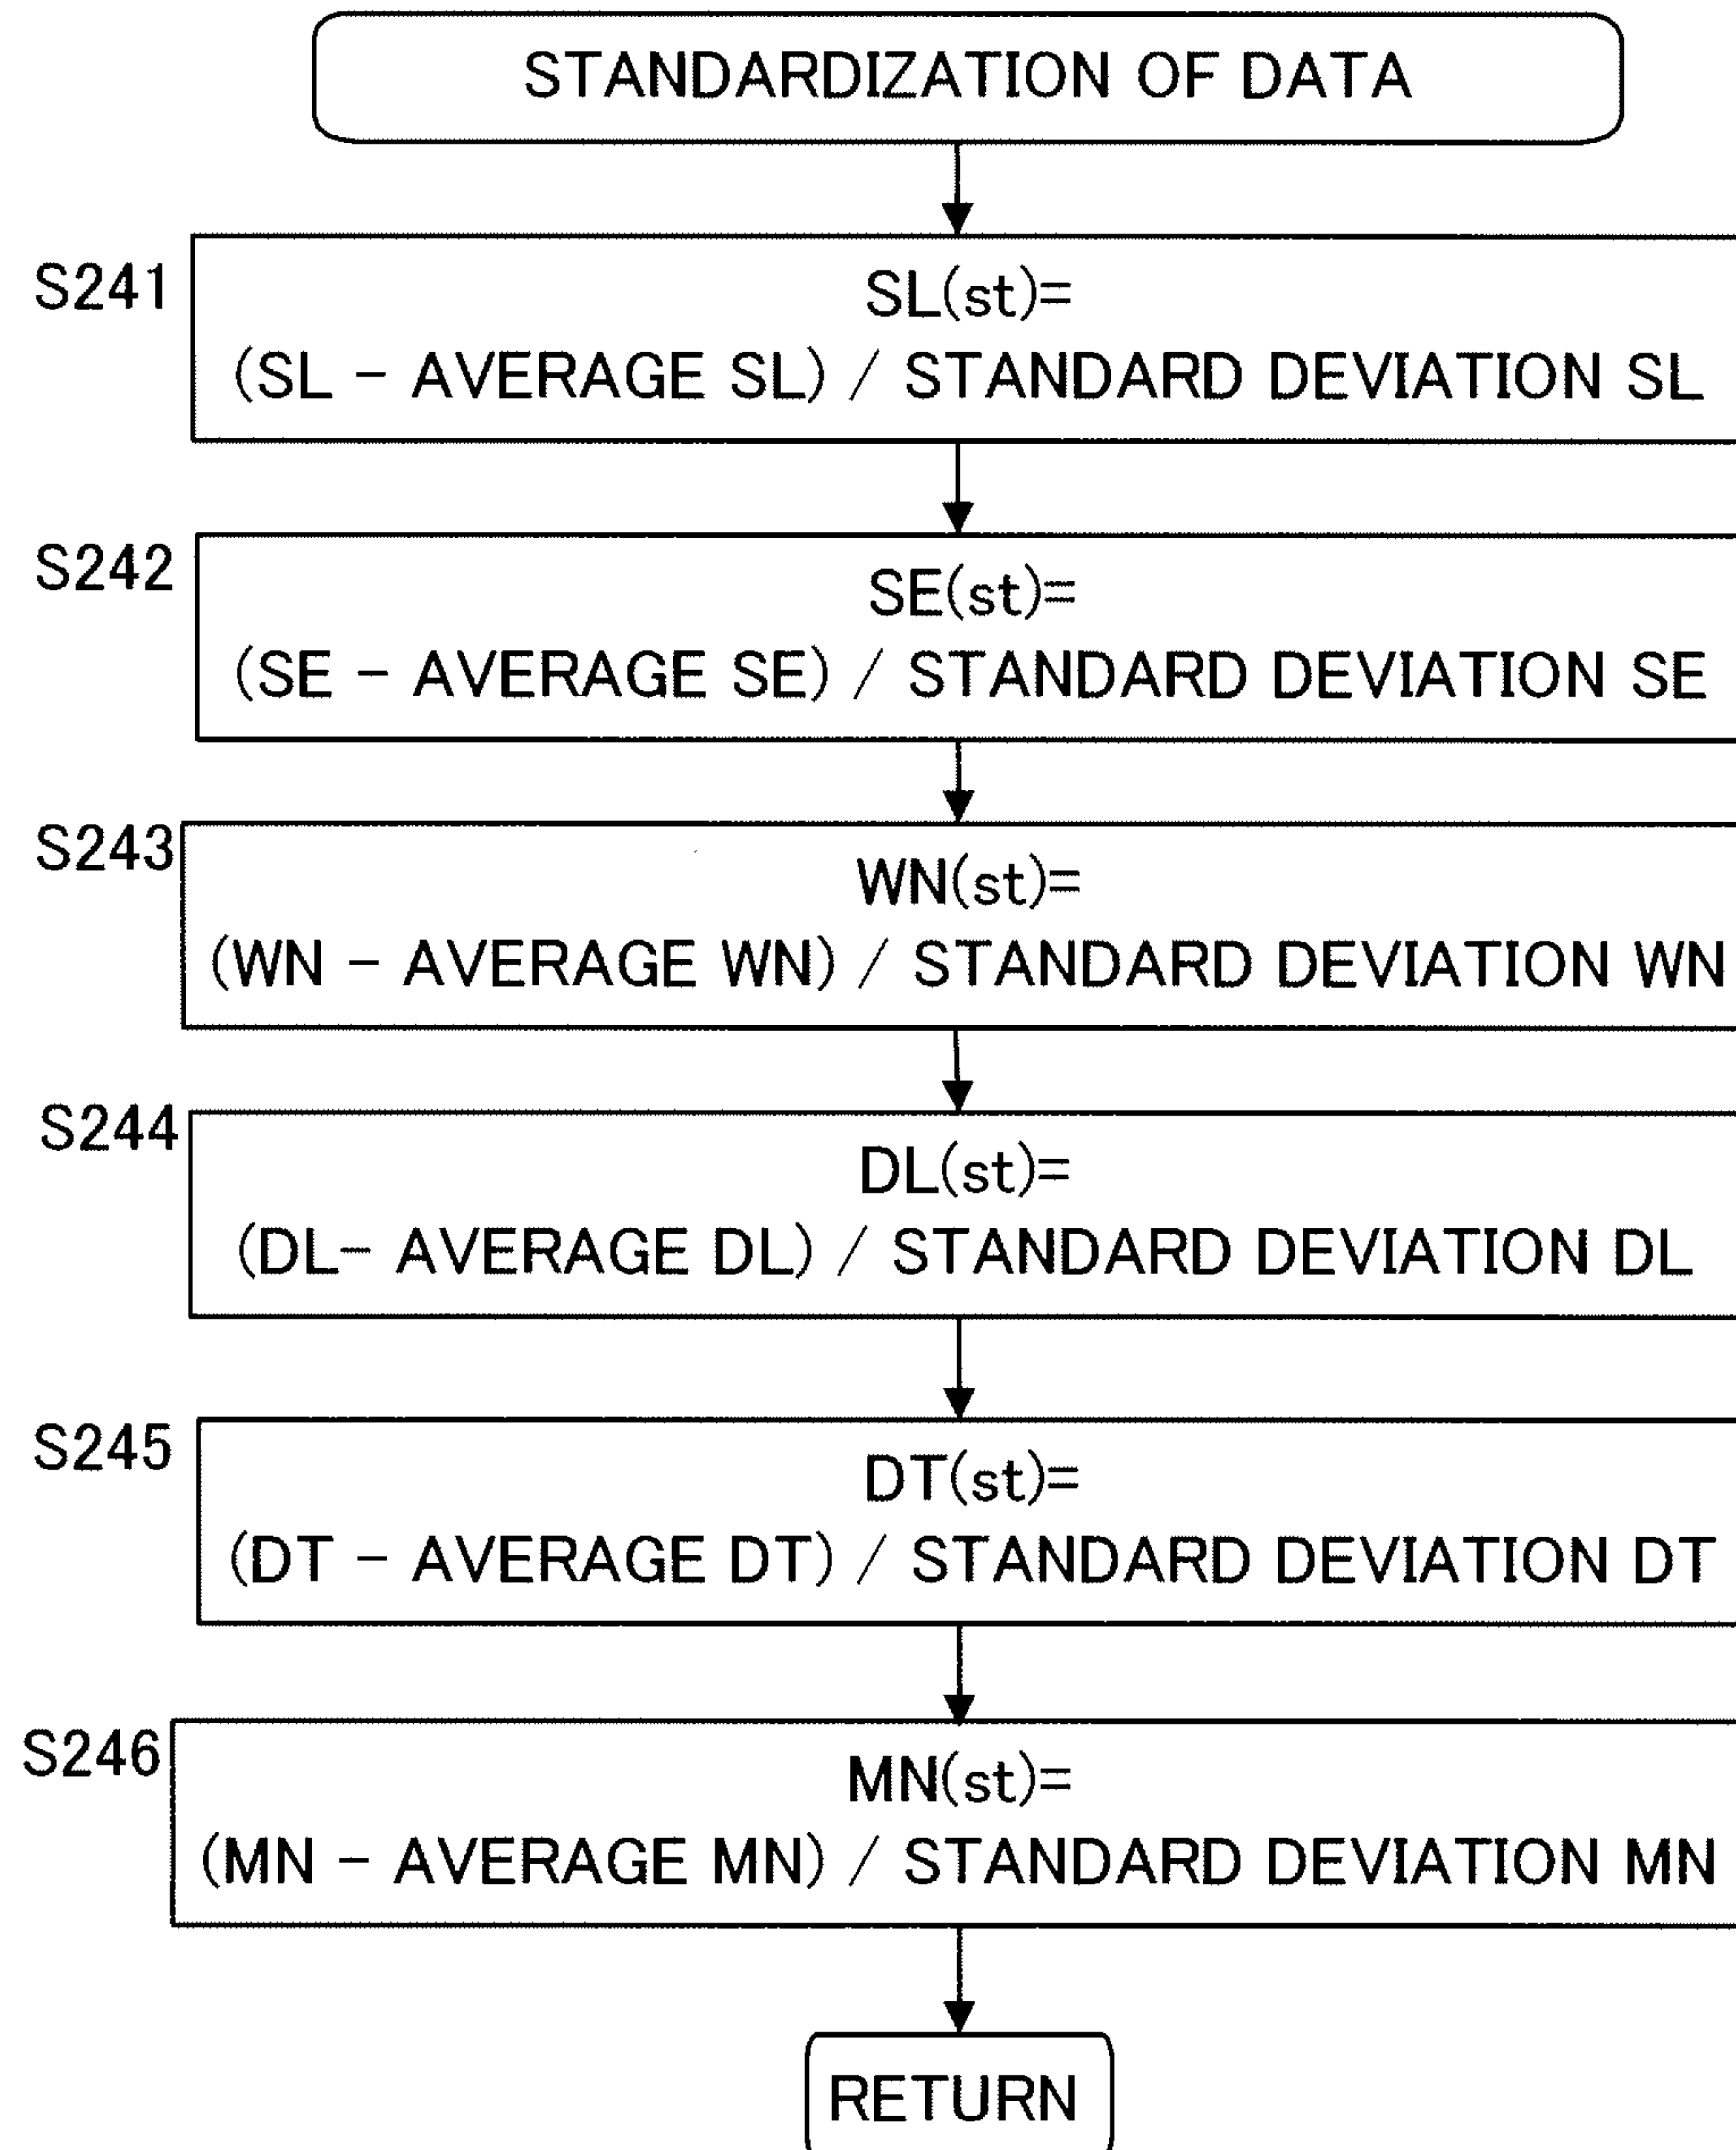 STANDARDIZATION OF DATA
S241
SL(st)=
(SL - AVERAGE SL) / STANDARD DEVIATION SL
S242
SE(st)=
(SE - AVERAGE SE) / STANDARD DEVIATION SE
S243
WN(st)=
(WN - AVERAGE WN) / STANDARD DEVIATION WN
S244
DL(st)=
(DL- AVERAGE DL) / STANDARD DEVIATION DL
S245
DT(st)=
(DT - AVERAGE DT) / STANDARD DEVIATION DT
S246
MN(st)=
(MN - AVERAGE MN) / STANDARD DEVIATION MN
RETURN